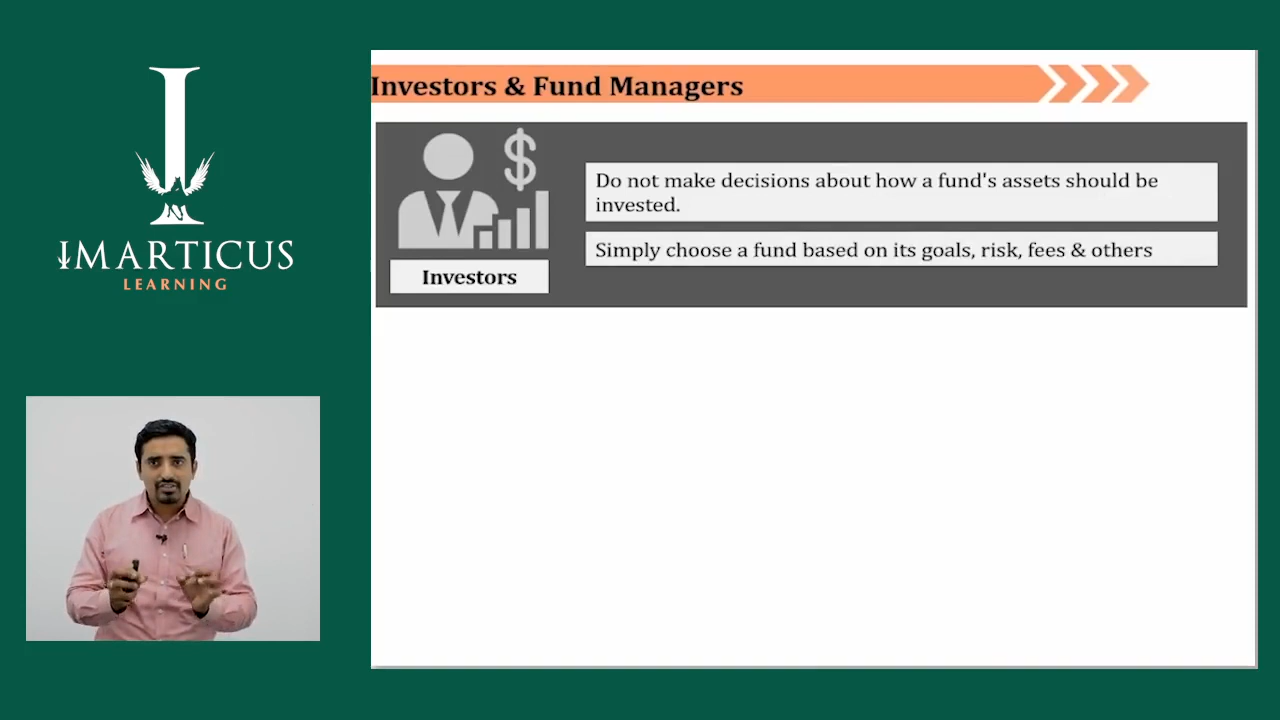 IMARTICUS
LEARNING
Investors & Fund Managers
$
Do not make decisions about how a fund's assets should be
invested.
Simply choose a fund based on its goals, risk, fees & others
Investors